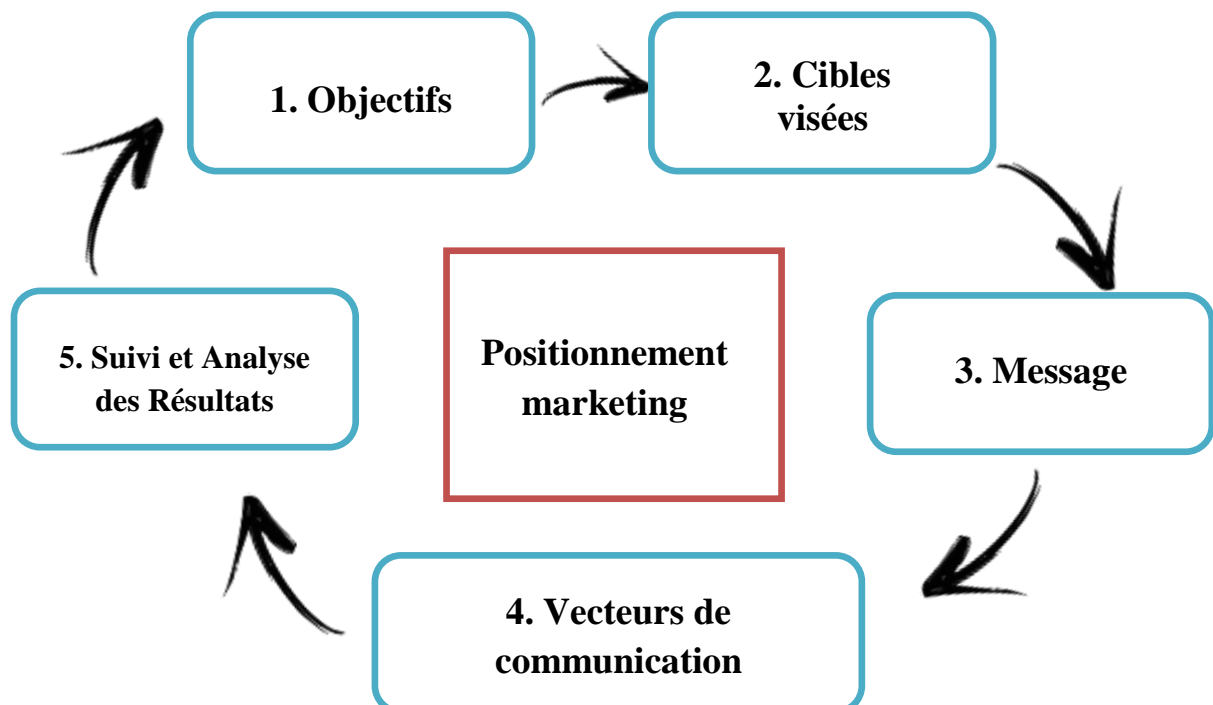 1. Objectifs
2. Cibles
visées
3. Message
4. Vecteurs de
communication
5. Suivi et Analyse
des Résultats
Positionnement
marketing